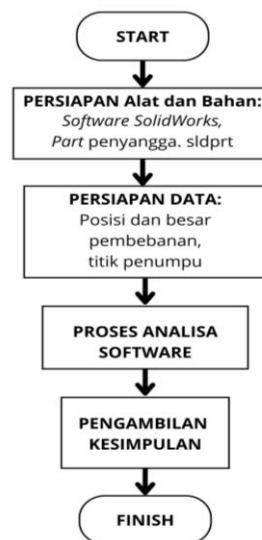 START
PERSIAPAN Alat dan Bahan:
Software SolidWorks,
Part penyangga. sldprt
PERSIAPAN DATA:
Posisi dan besar
pembebanan,
titik penumpu
PROSES ANALISA
SOFTWARE
PENGAMBILAN
KESIMPULAN
FINISH